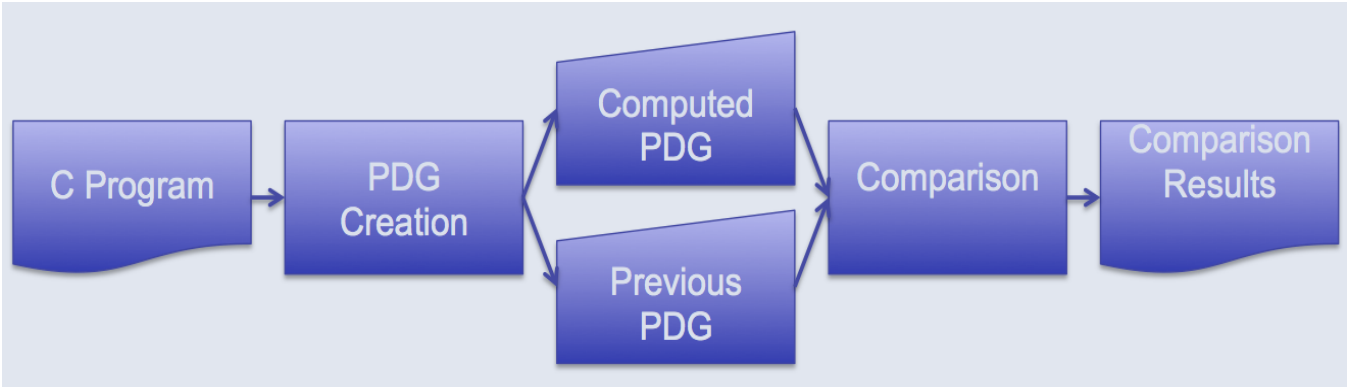 C Program
PDG
Creation
Computed
PDG
Previous
PDG
Comparison
Comparison
Results